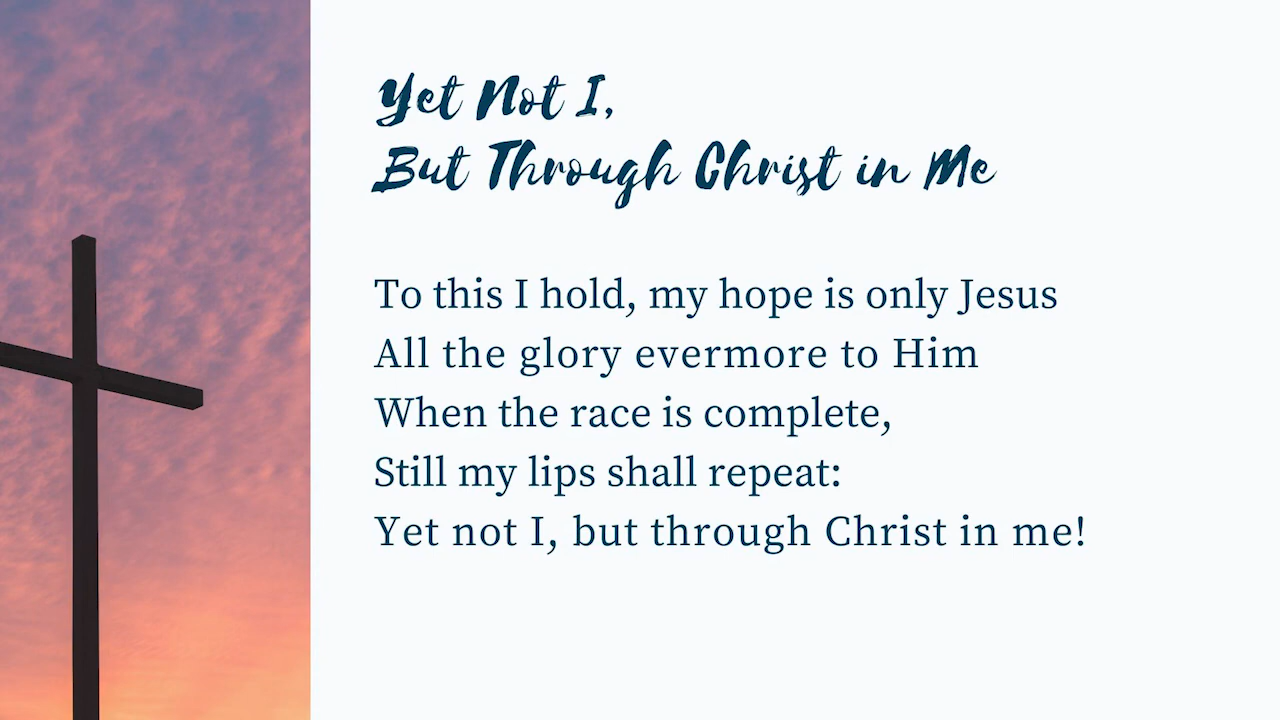 Yet Not I,
But Through Christ in Me
To this I hold, my hope is only Jesus
All the glory evermore to Him
When the race is complete,
Still my lips shall repeat:
Yet not I, but through Christ in me!